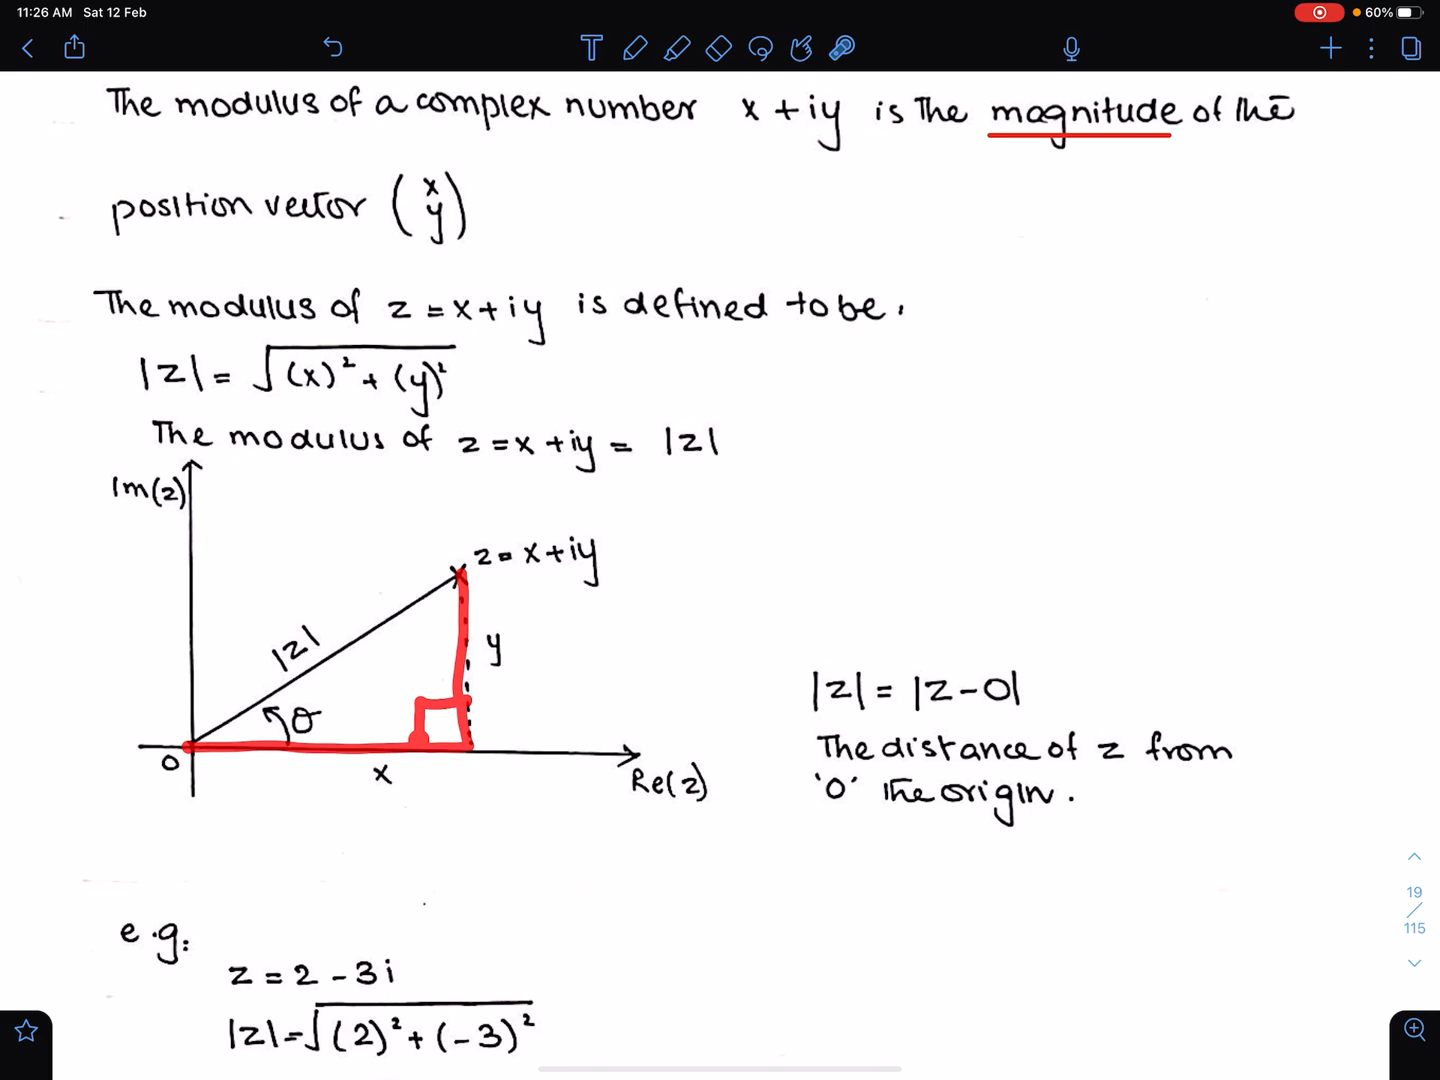 11:26 AM Sat 12 Feb
60%
The modulus of a complex number x + iy is the magnitude of the
position vector (x y)
The modulus of z = x + iy is defined to be.
|z| = √(x)² + (y)²
The modulus of z = x + iy = |z|
Im(z)
z = x + iy
|z|
y
θ
0
x
Re(z)
|z| = |z - 0|
The distance of z from
'0' the origin.
19
/
115
e.g:
z = 2 - 3i
|z| = √(2)² + (-3)²